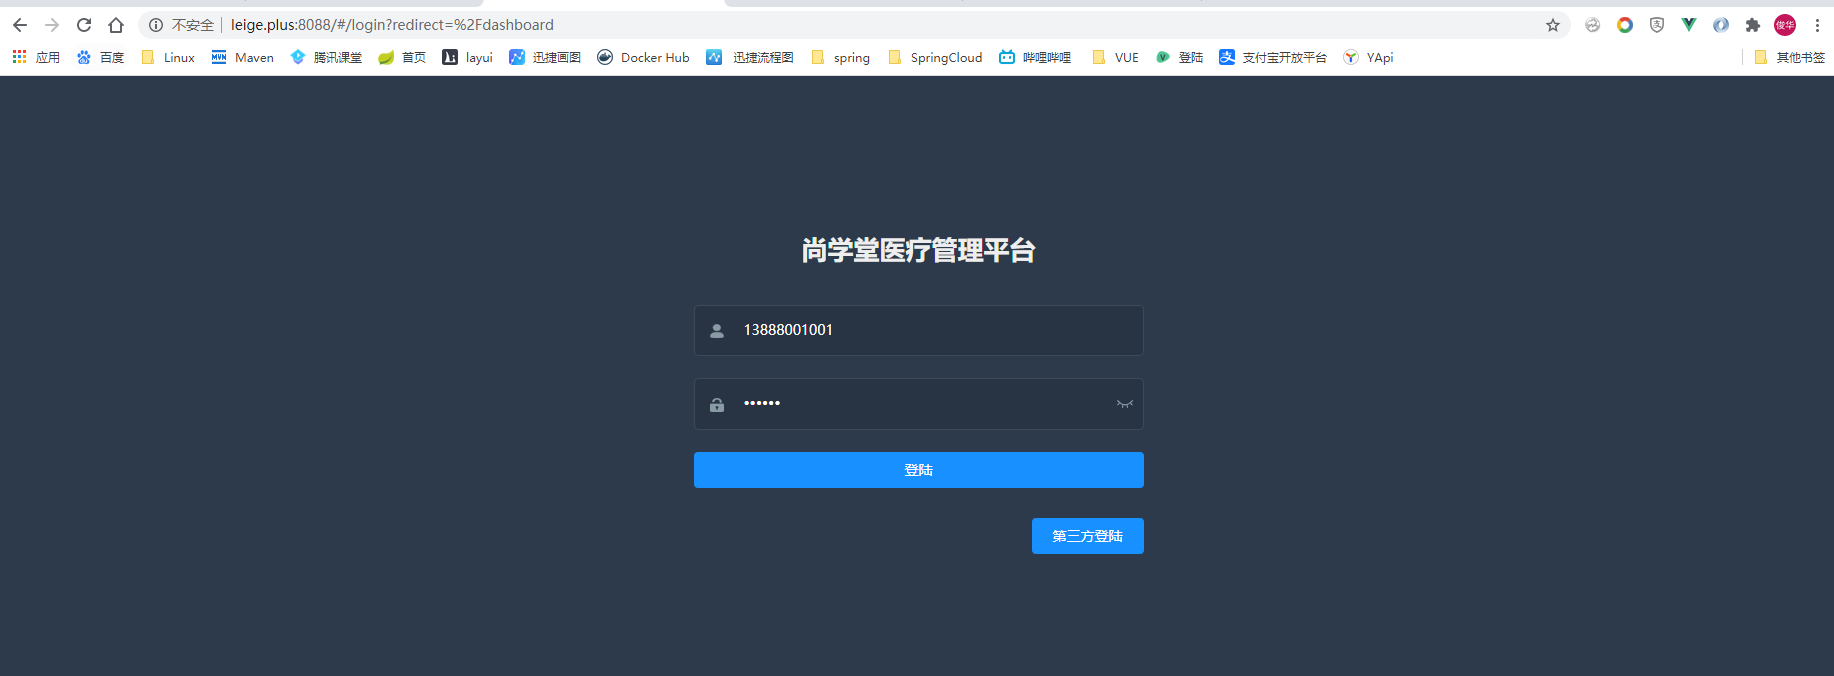 不安全 leige.plus:8088/#/login?redirect=%2Fdashboard
俊华
应用 百度 Linux MVN Maven 腾讯课堂 首页 layui 迅捷画图 Docker Hub 迅捷流程图 spring SpringCloud 哔哩哔哩 VUE 登陆 支付宝开放平台 YApi 其他书签
尚学堂医疗管理平台
13888001001
••••••
登陆
第三方登陆